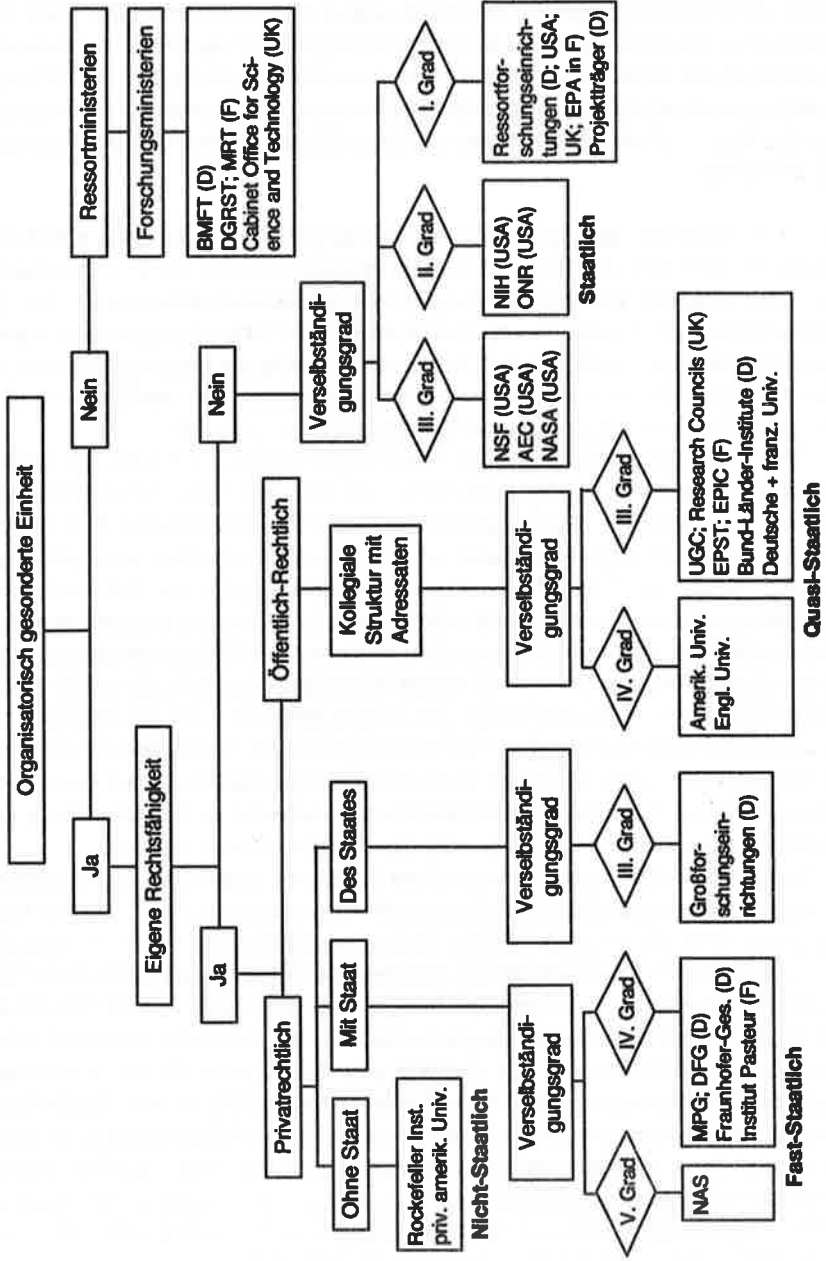 Organisatorisch gesonderte Einheit
Ja
Nein
Eigene Rechtsfähigkeit
Ressortministerien
Forschungsministerien
BMFT (D)
DGRST; MRT (F)
Cabinet Office for Sci-
ence and Technology (UK)
Ja
Nein
Privatrechtlich
Öffentlich-Rechtlich
Verselbständi-
gungsgrad
Ohne Staat
Mit Staat
Des Staates
Kollegiale
Struktur mit
Adressaten
III. Grad
II. Grad
I. Grad
Rockefeller Inst.
priv. amerik. Univ.
Nicht-Staatlich
NSF (USA)
AEC (USA)
NASA (USA)
NIH (USA)
ONR (USA)
Ressortfor-
schungseinrich-
tungen (D; USA;
UK; EPA in F)
Projektträger (D)
Staatlich
Verselbständi-
gungsgrad
Verselbständi-
gungsgrad
Verselbständi-
gungsgrad
V. Grad
IV. Grad
III. Grad
IV. Grad
III. Grad
NAS
MPG; DFG (D)
Fraunhofer-Ges. (D)
Institut Pasteur (F)
Großfor-
schungsein-
richtungen (D)
Amerik. Univ.
Engl. Univ.
UGC; Research Councils (UK)
EPST; EPIC (F)
Bund-Länder-Institute (D)
Deutsche + franz. Univ.
Fast-Staatlich
Quasi-Staatlich